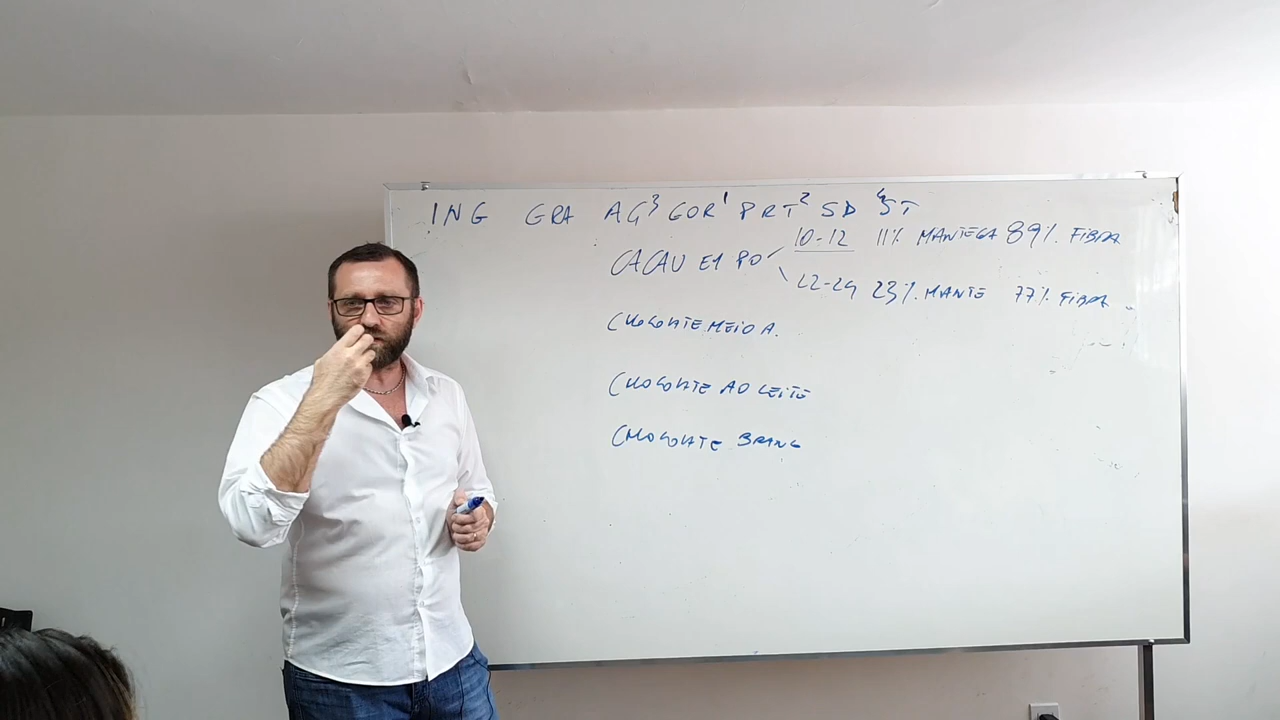 ING GRA AG³ GOR¹ PRT² SD ⁴ST
CACAU EM PÓ 10-12 11% MANTEGA 89% FIBRA
22-24 23% MANTE 77% FIBRA
CHOCOLATE MEIO A.
CHOCOLATE AO LEITE
CHOCOLATE BRANC